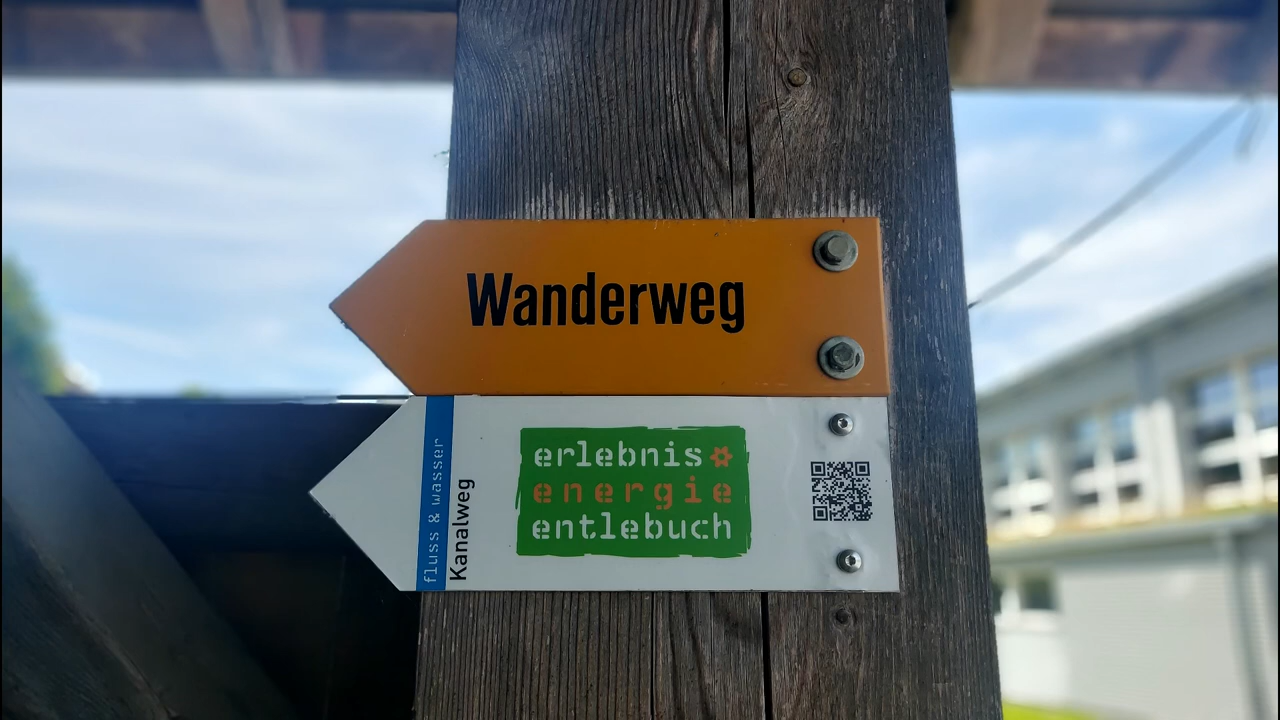 Wanderweg
fluss & wasser
Kanalweg
erlebnis
energie
entlebuch